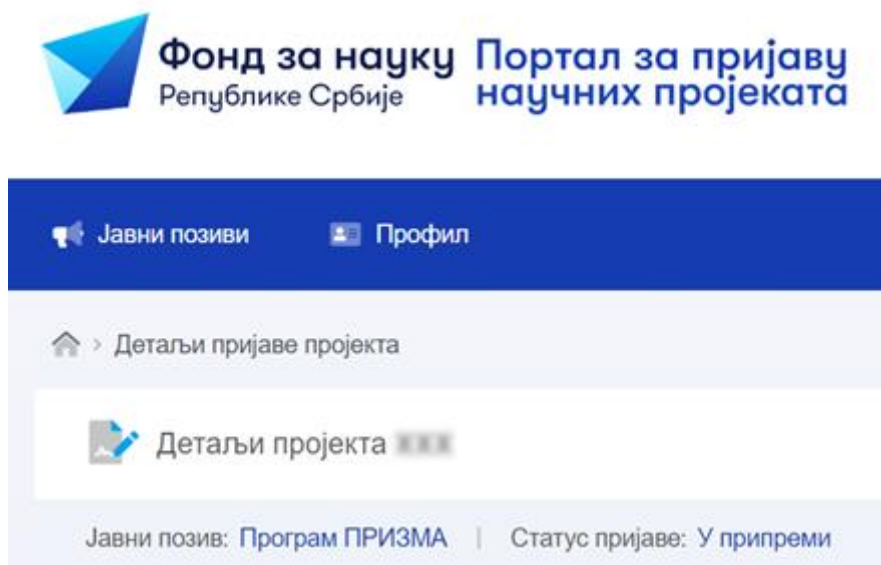 Фонд за науку
Републике Србије
Портал за пријаву
научних пројеката
Јавни позиви Профил
Детаљи пријаве пројекта
Детаљи пројекта
Јавни позив: Програм ПРИЗМА | Статус пријаве: У припреми